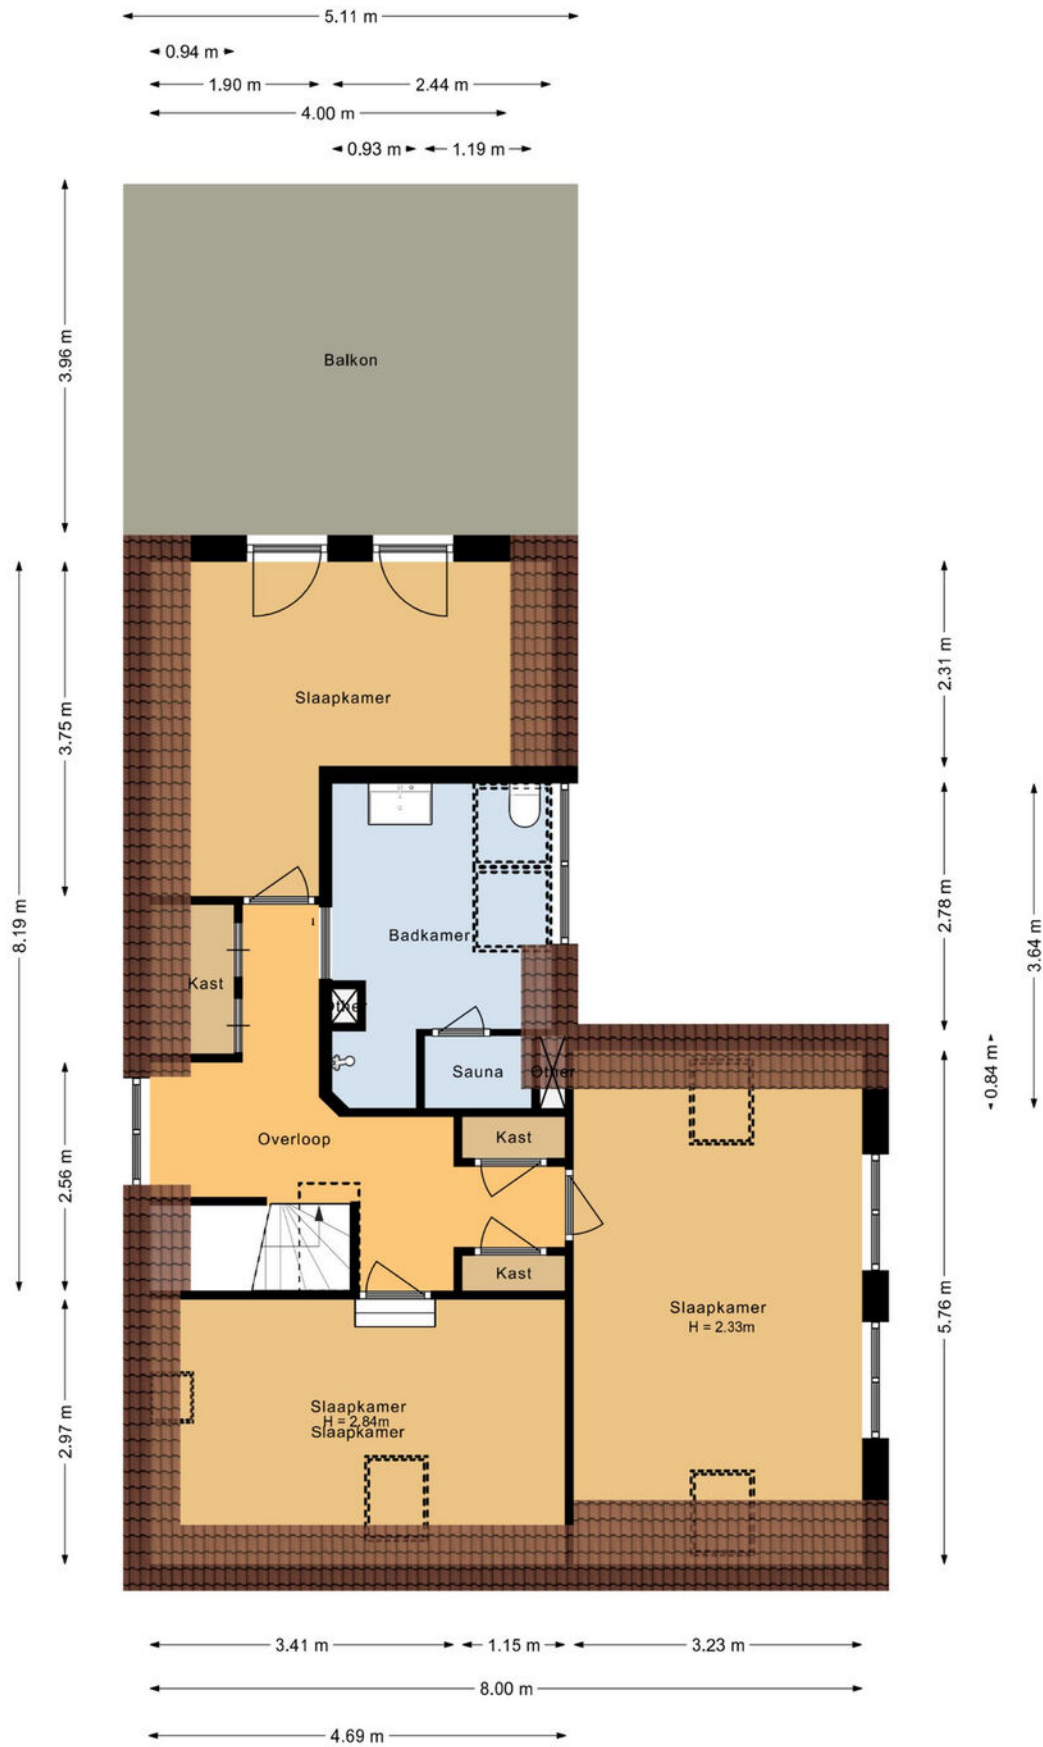 5.11 m
0.94 m
1.90 m
2.44 m
4.00 m
0.93 m
1.19 m
3.96 m
Balkon
8.19 m
3.75 m
2.31 m
Slaapkamer
2.78 m
3.64 m
Badkamer
Kast
Other
0.84 m
Sauna
Other
Overloop
Kast
2.56 m
Kast
5.76 m
Slaapkamer
H = 2.33m
2.97 m
Slaapkamer
H = 2.84m
Slaapkamer
3.41 m
1.15 m
3.23 m
8.00 m
4.69 m